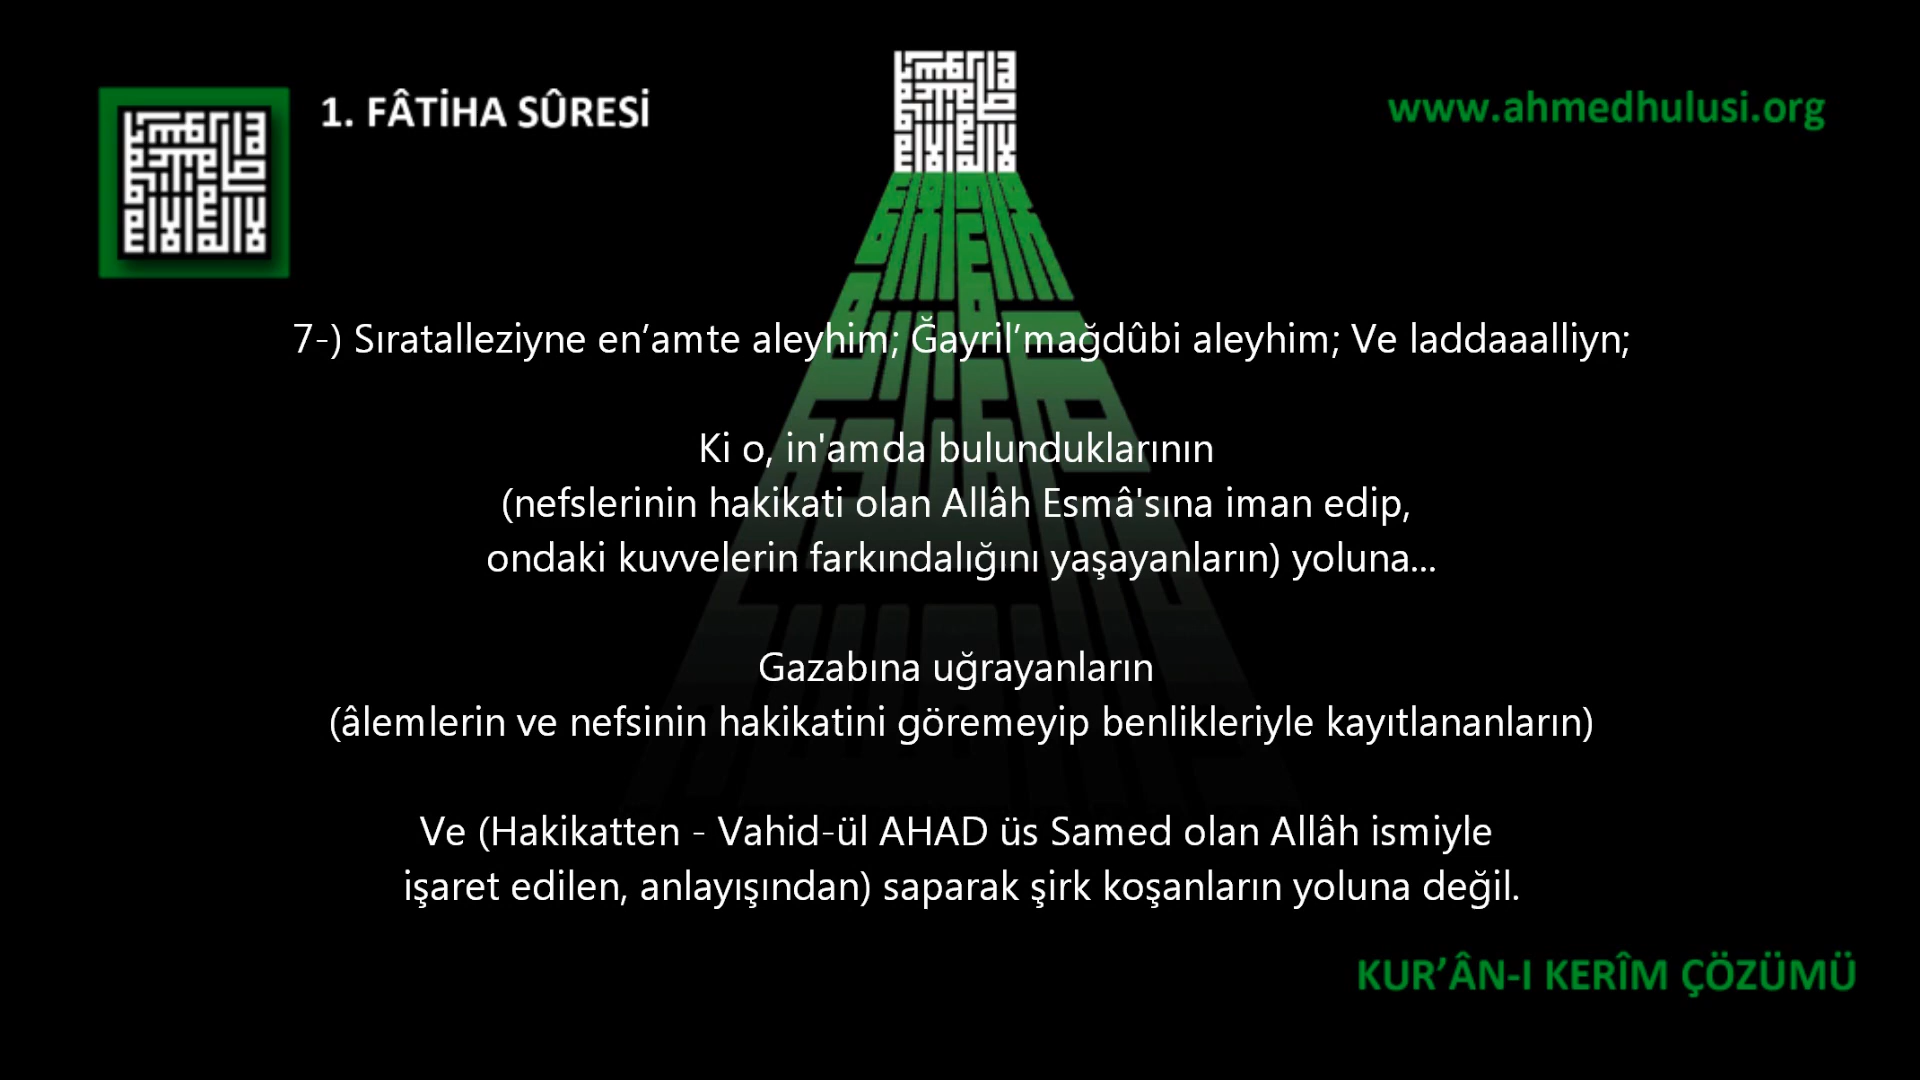 1. FÂTİHA SÛRESİ
www.ahmedhulusi.org
7-) Sıratalleziyne en’amte aleyhim; Ğayril’mağdûbi aleyhim; Ve laddaaalliyn;
Ki o, in'amda bulunduklarının
(nefslerinin hakikati olan Allâh Esmâ'sına iman edip,
ondaki kuvvelerin farkındalığını yaşayanların) yoluna...
Gazabına uğrayanların
(âlemlerin ve nefsinin hakikatini göremeyip benlikleriyle kayıtlananların)
Ve (Hakikatten - Vahid-ül AHAD üs Samed olan Allâh ismiyle
işaret edilen, anlayışından) saparak şirk koşanların yoluna değil.
KUR’ÂN-I KERÎM ÇÖZÜMÜ